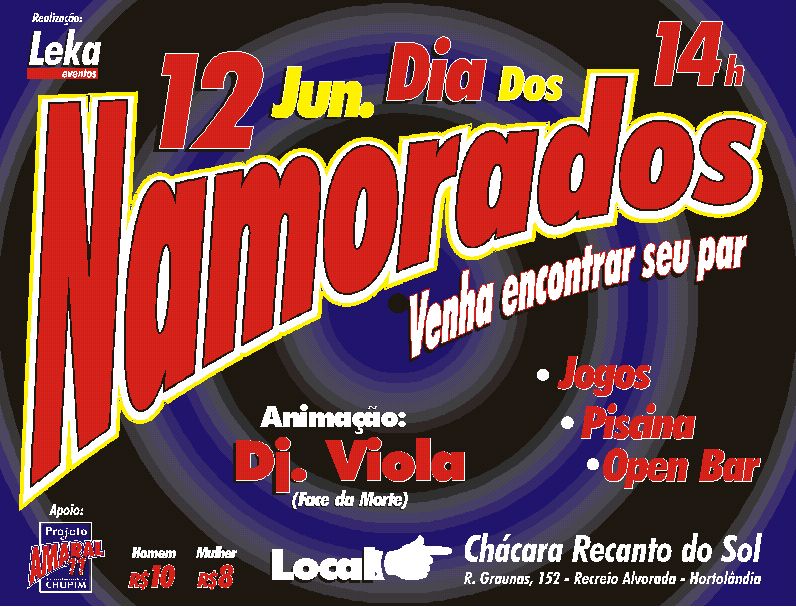 Realização:
Leka
eventos
12 Jun. Dia Dos 14h
Namorados
Venha encontrar seu par
• Jogos
• Piscina
• Open Bar
Animação:
Dj. Viola
(Face da Morte)
Apoio:
Projeto
AMARAL
CHUPIM
Homem Mulher
R$10 R$8
Local:
Chácara Recanto do Sol
R. Graunas, 152 - Recreio Alvorada - Hortolândia